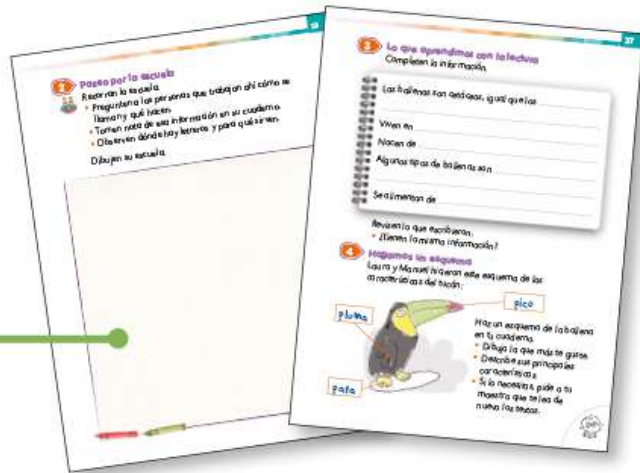 2 Paseo por la escuela
Recorran la escuela.
• Pregunten a las personas que trabajan ahí cómo se
llaman y qué hacen.
• Tomen nota de esa información en su cuaderno.
• Observen dónde hay letreros y para qué sirven.
Dibujen su escuela.
37
3 Lo que aprendimos con la lectura
Completen la información.
Las ballenas son cetáceos, igual que los
Viven en
Nacen de
Algunos tipos de ballenas son
Se alimentan de
Revisen lo que escribieron.
• ¿Tienen la misma información?
4 Hagamos un esquema
Laura y Manuel hicieron este esquema de las
características del tucán:
pico
pluma
pata
Haz un esquema de la ballena
en tu cuaderno.
• Dibuja la que más te guste.
• Describe sus principales
características.
• Si lo necesitas, pide a tu
maestra que te lea de
nuevo los textos.